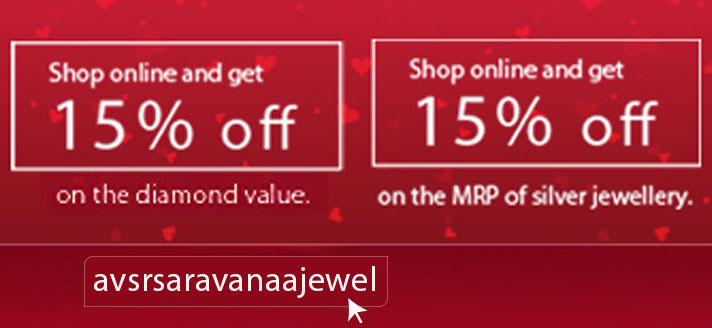 Shop online and get
15% off
on the diamond value.
Shop online and get
15% off
on the MRP of silver jewellery.
avsrsaravanaajewel